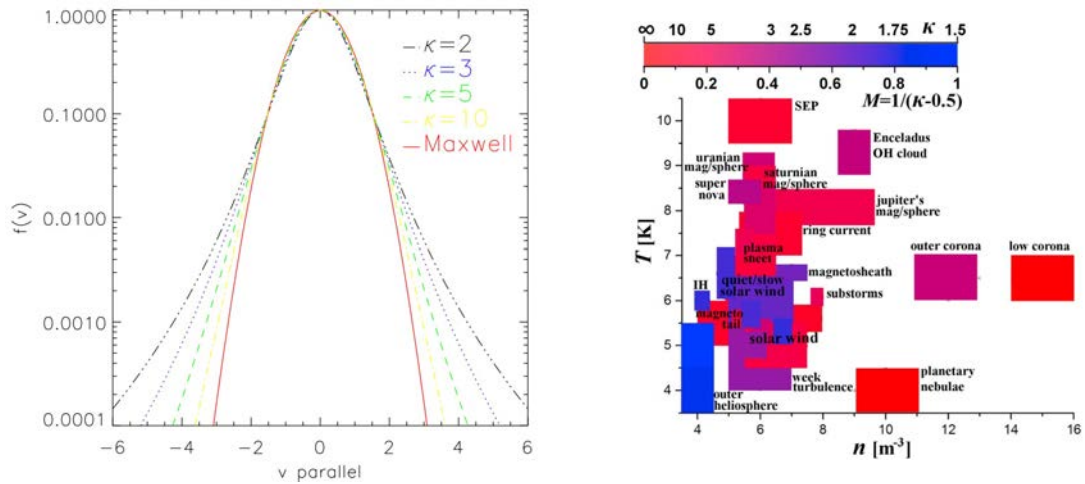 1.0000
0.1000
0.0100
0.0010
0.0001
f(v)
−6 −4 −2 0 2 4 6
v parallel
κ=2
κ=3
κ=5
κ=10
Maxwell
∞ 10 5 3 2.5 2 1.75 κ 1.5
0 0.2 0.4 0.6 0.8 1
M=1/(κ-0.5)
T [K]
10
9
8
7
6
5
4
SEP
Enceladus
OH cloud
uranian
mag/sphere
saturnian
mag/sphere
super
nova
jupiter's
mag/sphere
ring current
plasma
sheet
outer corona
low corona
magnetosheath
quiet/slow
solar wind
IH
substorms
magneto
tail
solar wind
week
turbulence
planetary
nebulae
outer
heliosphere
4 6 8 10 12 14 16
n [m⁻³]